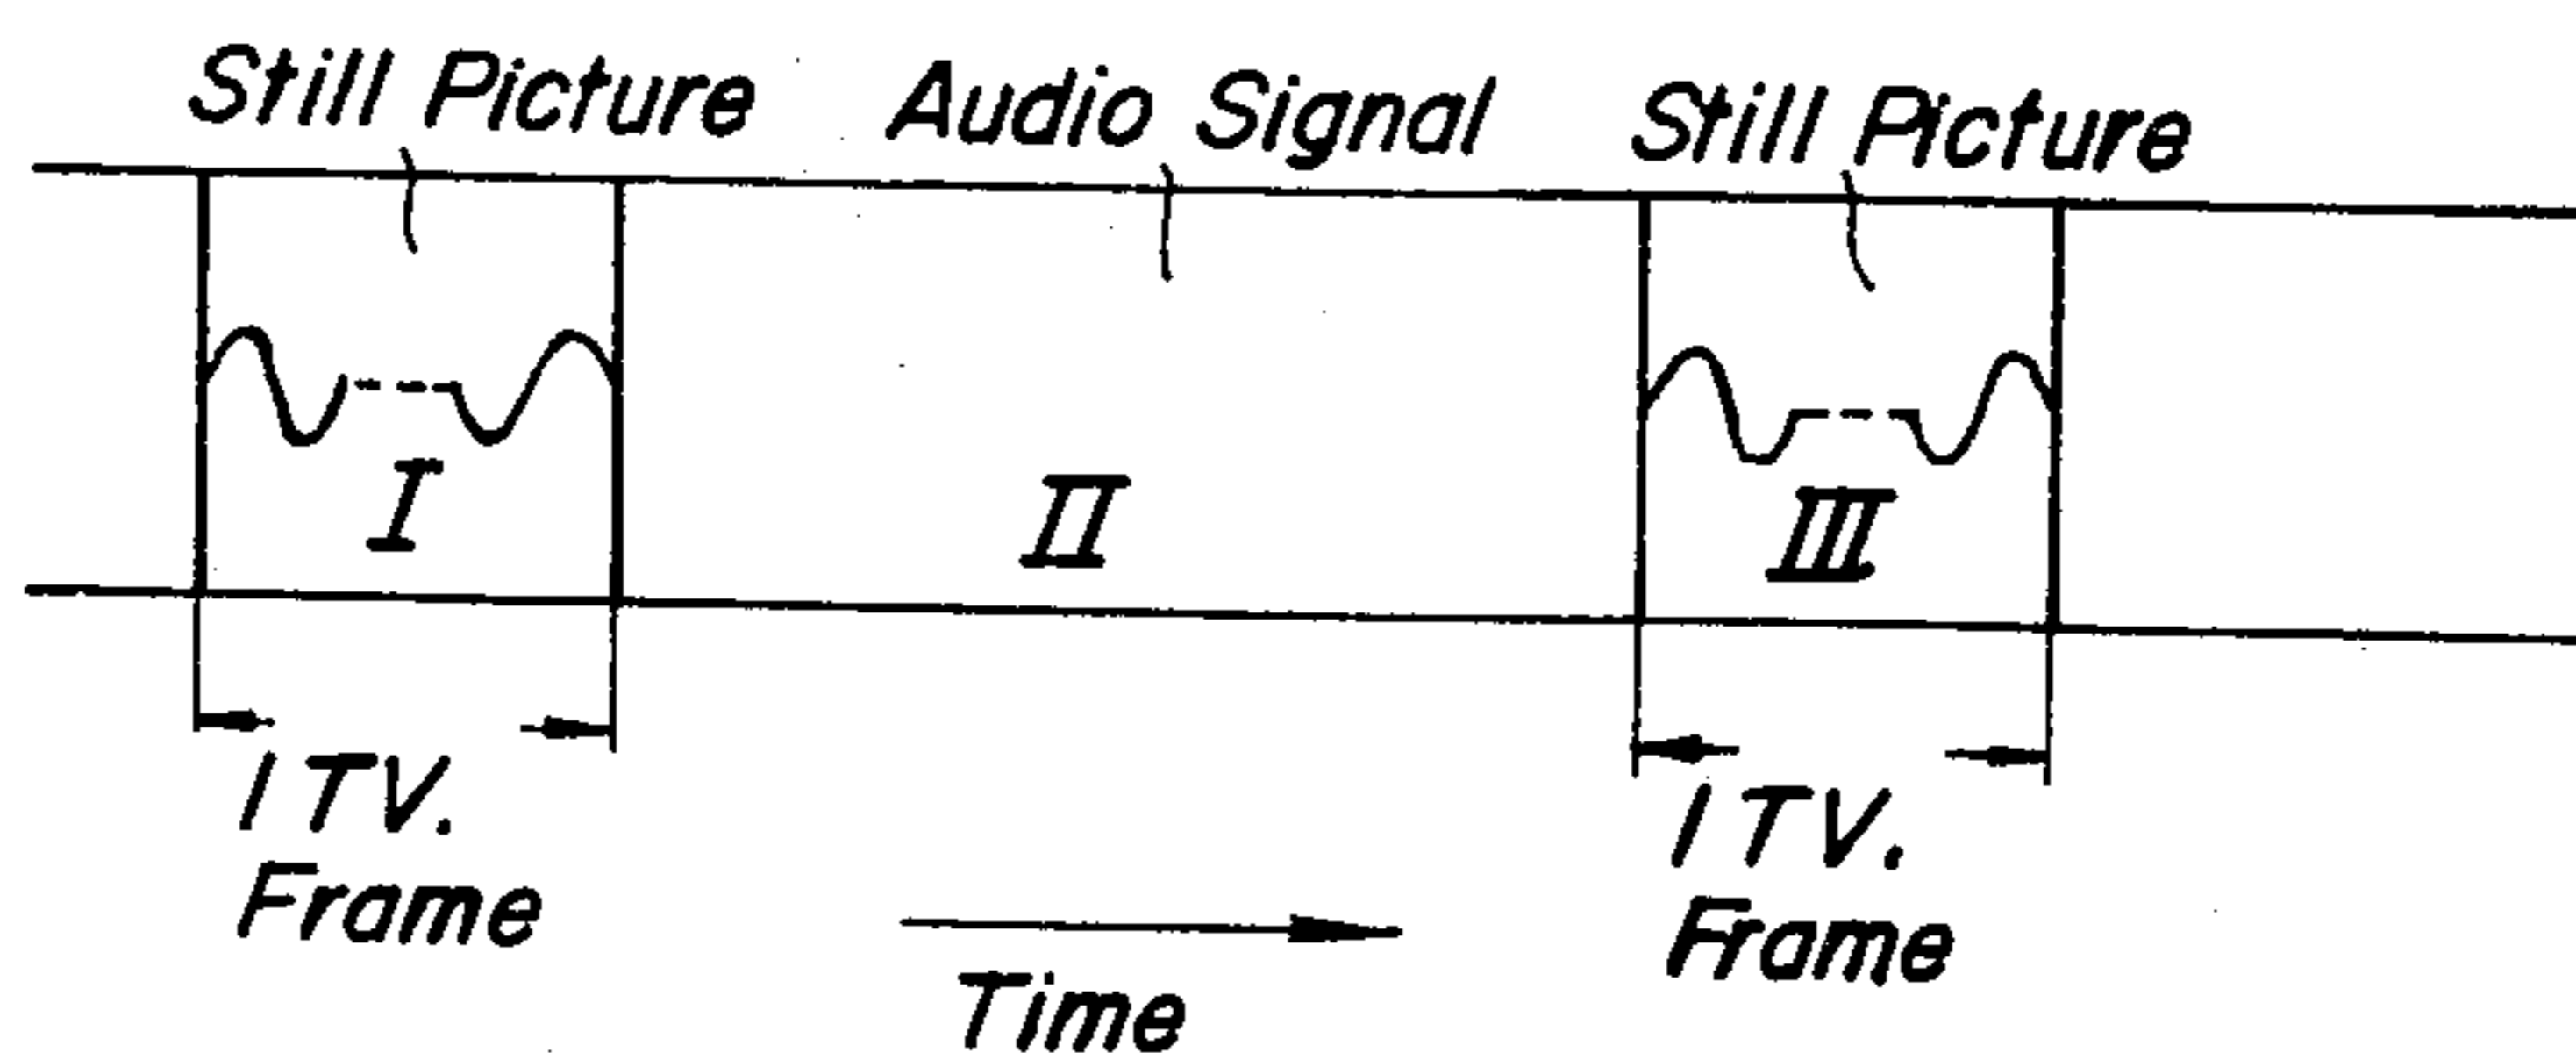 Still Picture
Audio Signal
Still Picture
I
II
III
1 TV.
Frame
1 TV.
Frame
Time